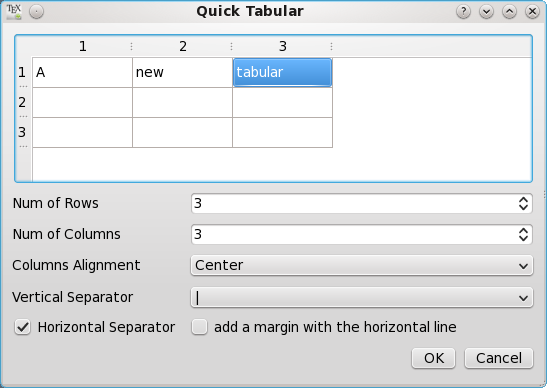 TEX Quick Tabular ?
1 2 3
1 A new tabular
2
3
Num of Rows 3
Num of Columns 3
Columns Alignment Center
Vertical Separator |
Horizontal Separator add a margin with the horizontal line
OK Cancel